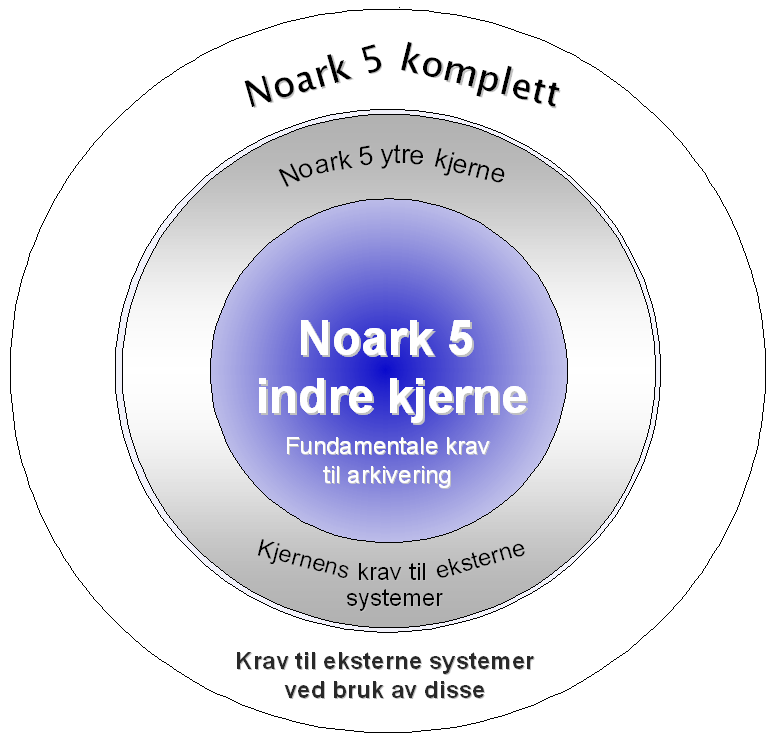 Noark 5 komplett
Noark 5 ytre kjerne
Noark 5
indre kjerne
Fundamentale krav
til arkivering
Kjernens krav til eksterne
systemer
Krav til eksterne systemer
ved bruk av disse